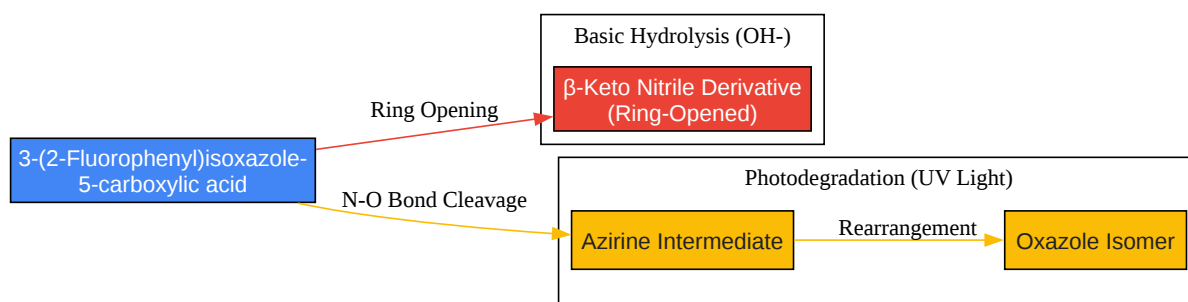 Basic Hydrolysis (OH-)
β-Keto Nitrile Derivative
(Ring-Opened)
Ring Opening
3-(2-Fluorophenyl)isoxazole-
5-carboxylic acid
N-O Bond Cleavage
Photodegradation (UV Light)
Azirine Intermediate
Rearrangement
Oxazole Isomer